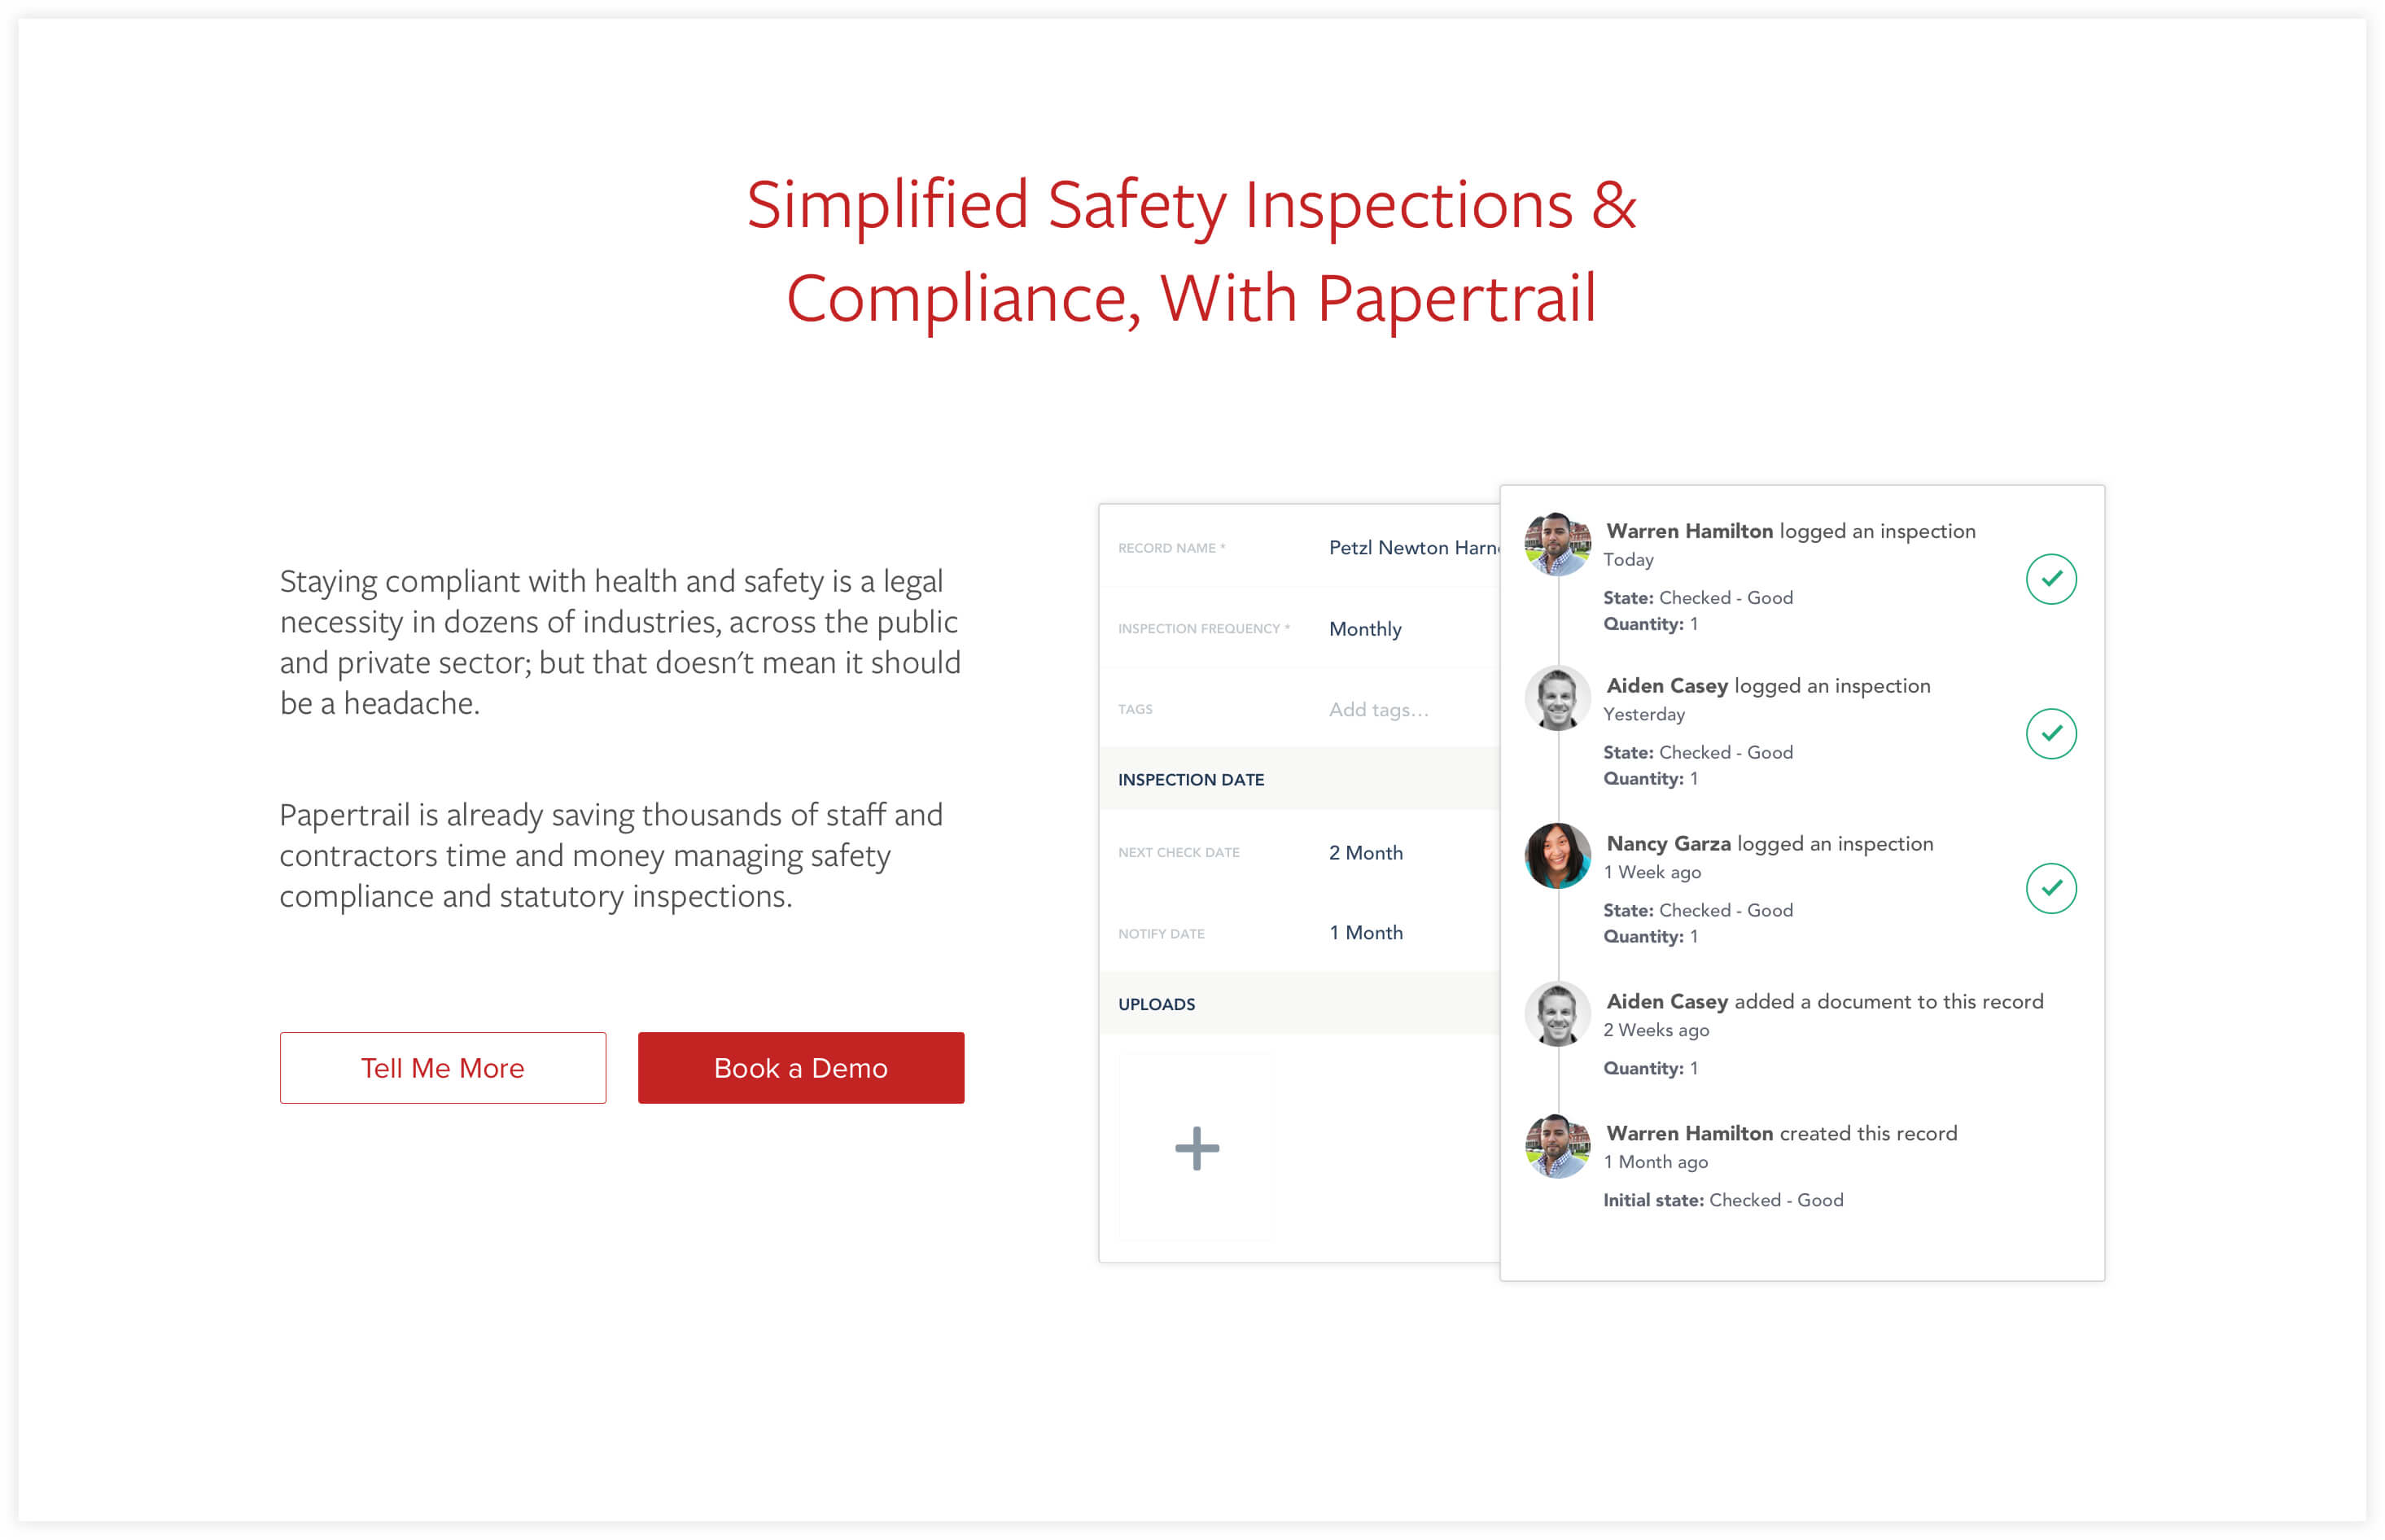 Simplified Safety Inspections &
Compliance, With Papertrail
Staying compliant with health and safety is a legal
necessity in dozens of industries, across the public
and private sector; but that doesn't mean it should
be a headache.
Papertrail is already saving thousands of staff and
contractors time and money managing safety
compliance and statutory inspections.
Tell Me More
Book a Demo
RECORD NAME *
Petzl Newton
INSPECTION FREQUENCY *
Monthly
TAGS
Add tags...
INSPECTION DATE
NEXT CHECK DATE
2 Month
NOTIFY DATE
1 Month
UPLOADS
Warren Hamilton logged an inspection
Today
State: Checked - Good
Quantity: 1
Aiden Casey logged an inspection
Yesterday
State: Checked - Good
Quantity: 1
Nancy Garza logged an inspection
1 Week ago
State: Checked - Good
Quantity: 1
Aiden Casey added a document to this record
2 Weeks ago
Quantity: 1
Warren Hamilton created this record
1 Month ago
Initial state: Checked - Good